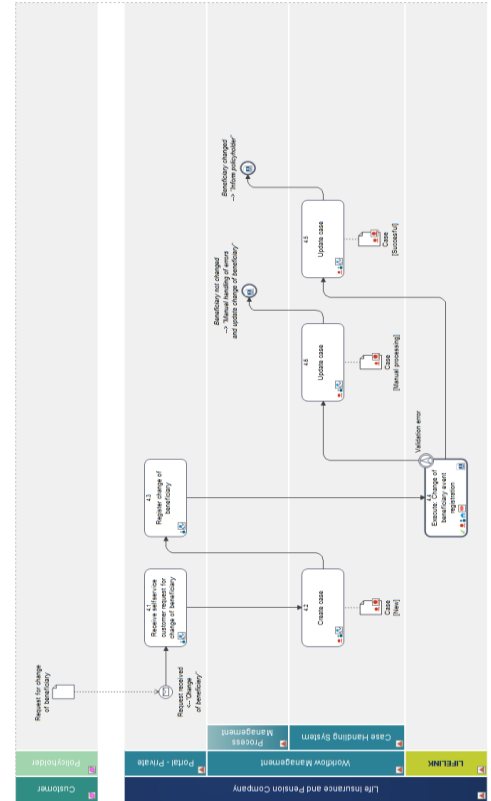 Request for change
of beneficiary
Request received
<--"Change
of beneficiary"
4.1
Receive selfservice
customer request for
change of beneficiary
4.3
Register change of
beneficiary
4.2
Create case
Case
[New]
4.4
Execute: Change of
beneficiary event
registration
Validation error
4.6
Update case
Case
[Manual processing]
Beneficiary not changed
--> "Manual handling of errors
and update change of beneficiary"
4.5
Update case
Case
[Successful]
Beneficiary changed
--> "Inform policyholder"
Policyholder
Customer
Portal - Private
Process
Management
Case Handling System
Workflow Management
LIFELINK
Life Insurance and Pension Company